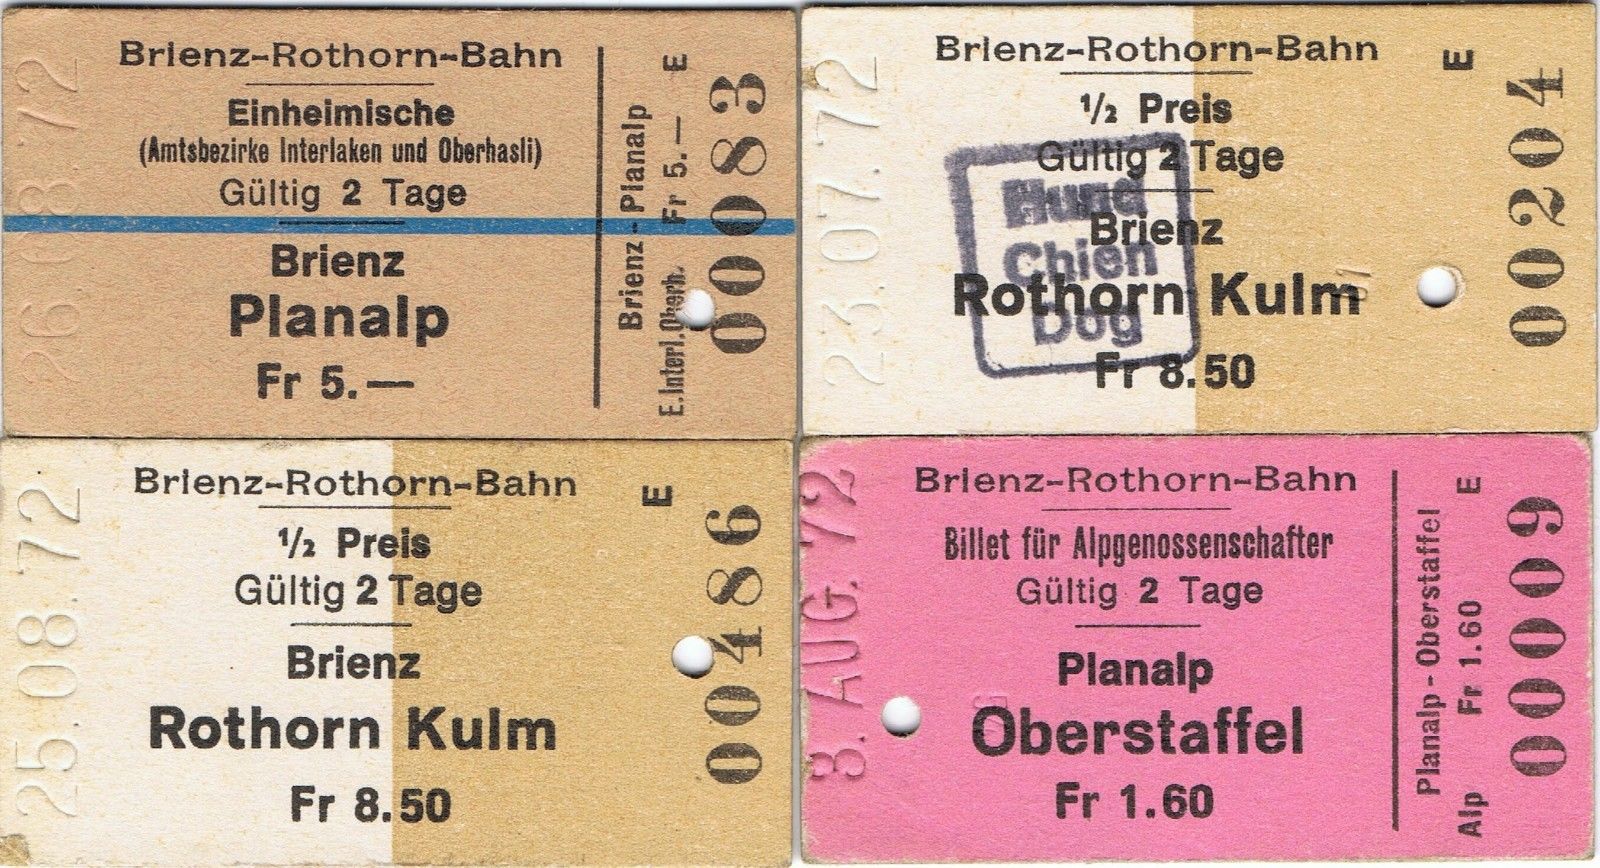 26.08.72
Brienz-Rothorn-Bahn
Einheimische
(Amtsbezirke Interlaken und Oberhasli)
Gültig 2 Tage
Brienz
Planalp
Fr 5.—
Brienz - Planalp
E.Interl.Oberh. Fr 5.— E
00083
23.07.72
Brienz-Rothorn-Bahn
½ Preis
Gültig 2 Tage
Brienz
Rothorn Kulm
Fr 8.50
Hund
Chien
Dog
E
00204
25.08.72
Brienz-Rothorn-Bahn
½ Preis
Gültig 2 Tage
Brienz
Rothorn Kulm
Fr 8.50
E
00486
3. AUG. 72
Brienz-Rothorn-Bahn
Billet für Alpgenossenschafter
Gültig 2 Tage
Planalp
Oberstaffel
Fr 1.60
Planalp - Oberstaffel
Alp Fr 1.60 E
00009